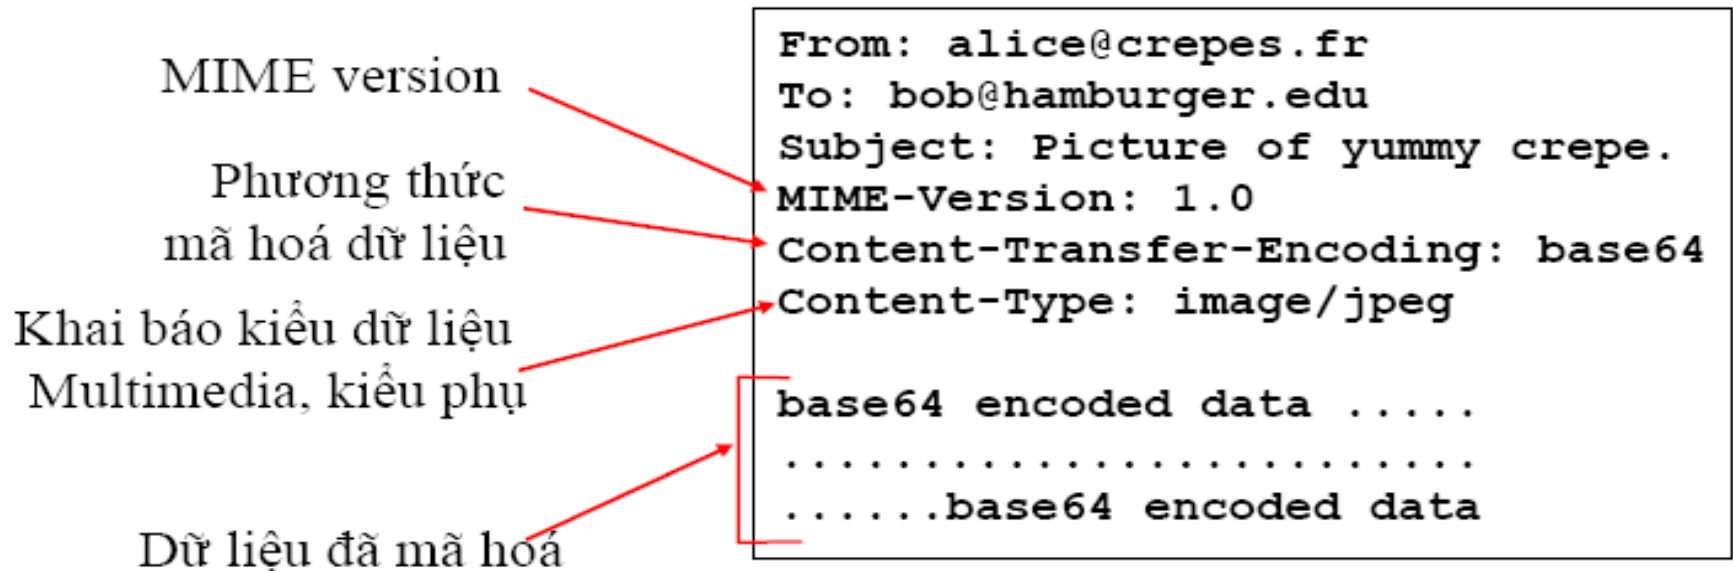 MIME version
Phương thức
mã hoá dữ liệu
Khai báo kiểu dữ liệu
Multimedia, kiểu phụ
Dữ liệu đã mã hoá
From: alice@crepes.fr
To: bob@hamburger.edu
Subject: Picture of yummy crepe.
MIME-Version: 1.0
Content-Transfer-Encoding: base64
Content-Type: image/jpeg
base64 encoded data .....
.........................
......base64 encoded data